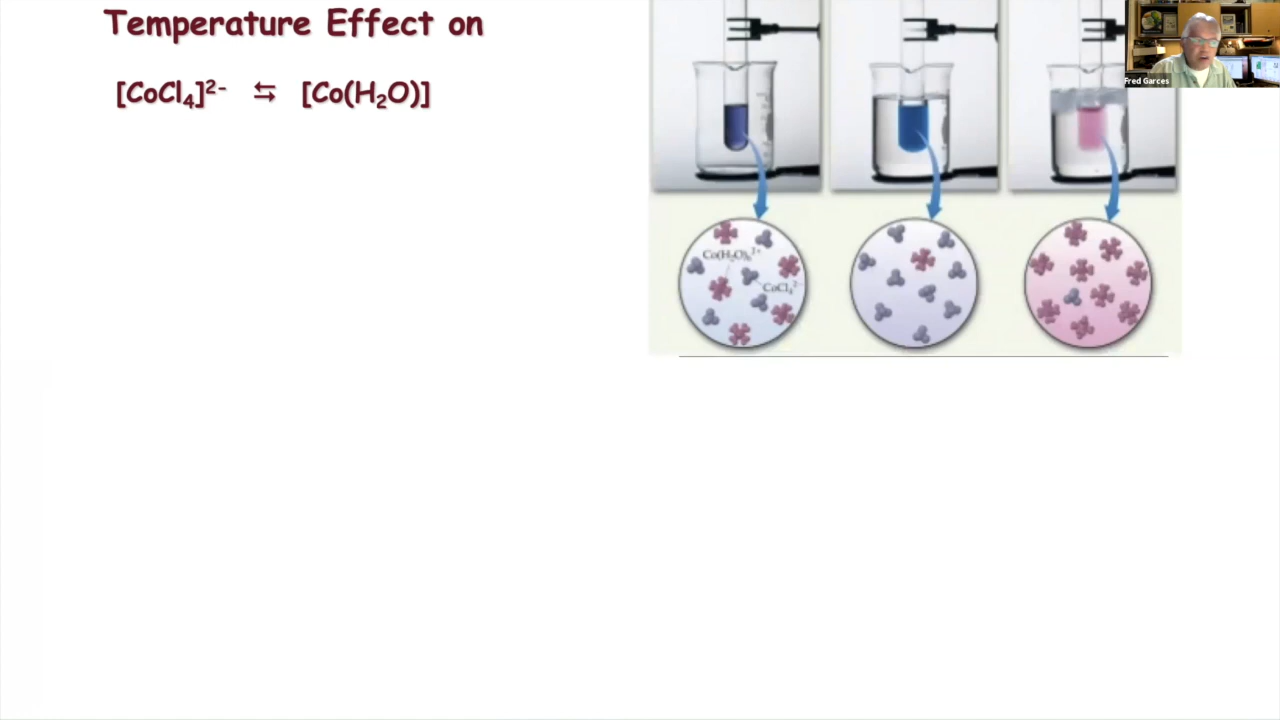 Temperature Effect on
[CoCl₄]²⁻ ⇆ [Co(H₂O)]
Fred Garces
Co(H₂O)₆²⁺
CoCl₄²⁻